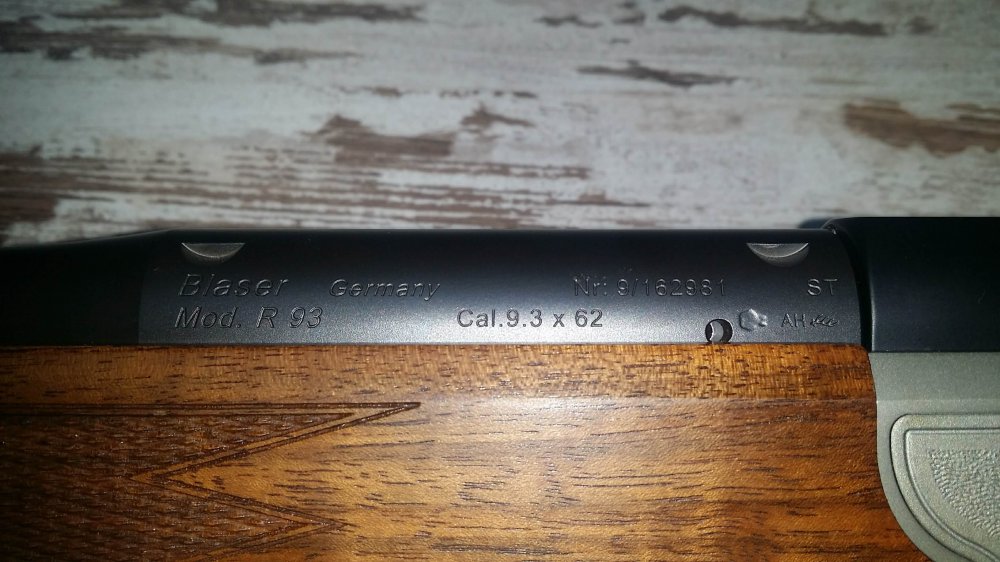 Blaser Germany Nr. 9/162981 ST
Mod. R 93 Cal.9.3 x 62 AH